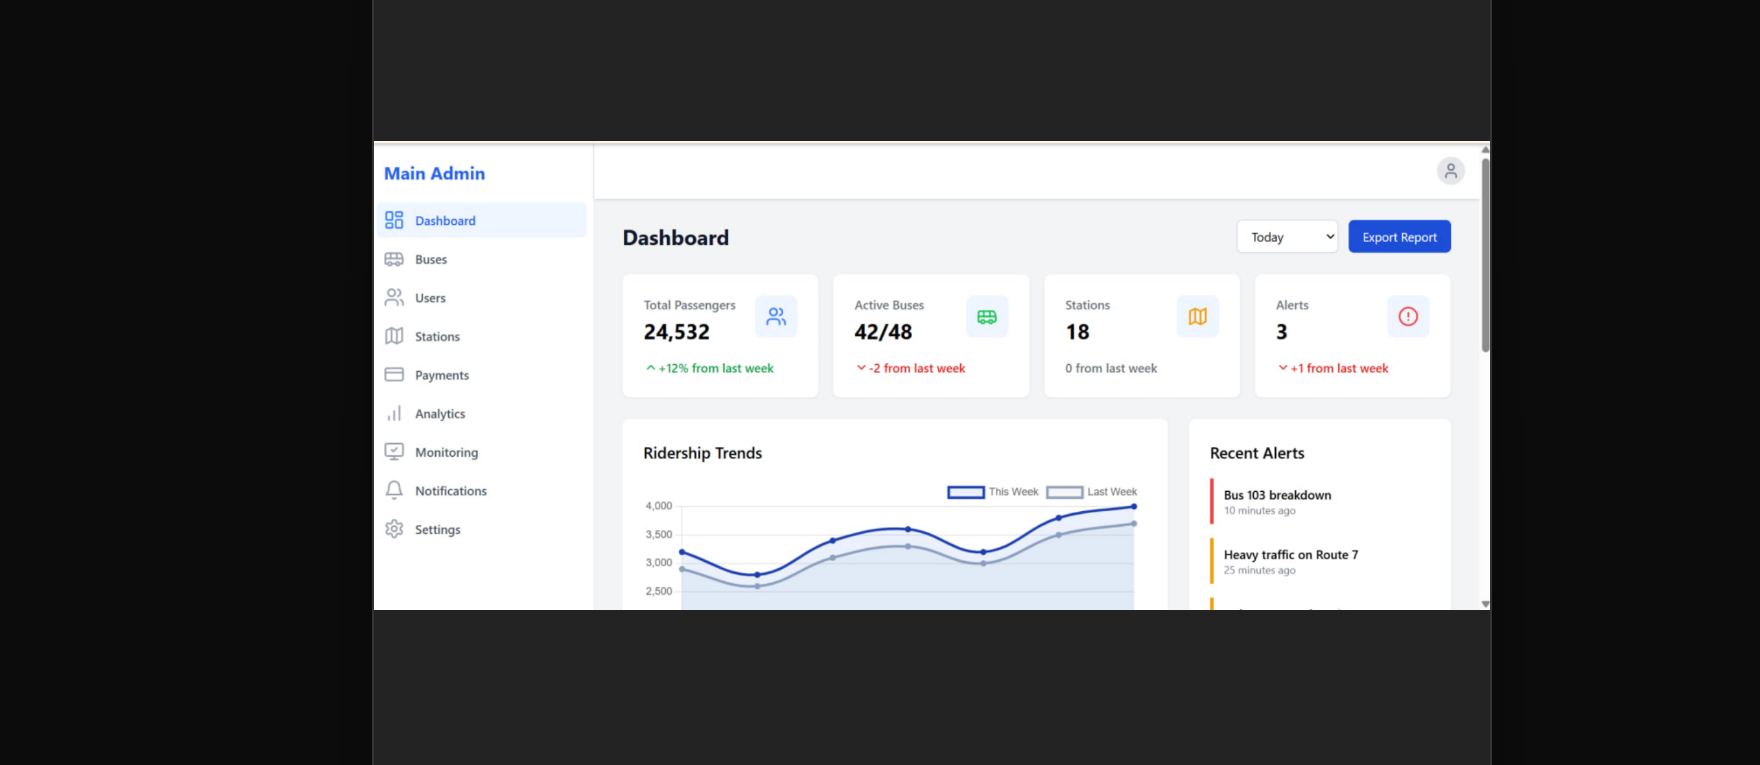 Main Admin
Dashboard
Buses
Users
Stations
Payments
Analytics
Monitoring
Notifications
Settings
Dashboard
Today
Export Report
Total Passengers
24,532
+12% from last week
Active Buses
42/48
-2 from last week
Stations
18
0 from last week
Alerts
3
+1 from last week
Ridership Trends
This Week
Last Week
4,000
3,500
3,000
2,500
Recent Alerts
Bus 103 breakdown
10 minutes ago
Heavy traffic on Route 7
25 minutes ago